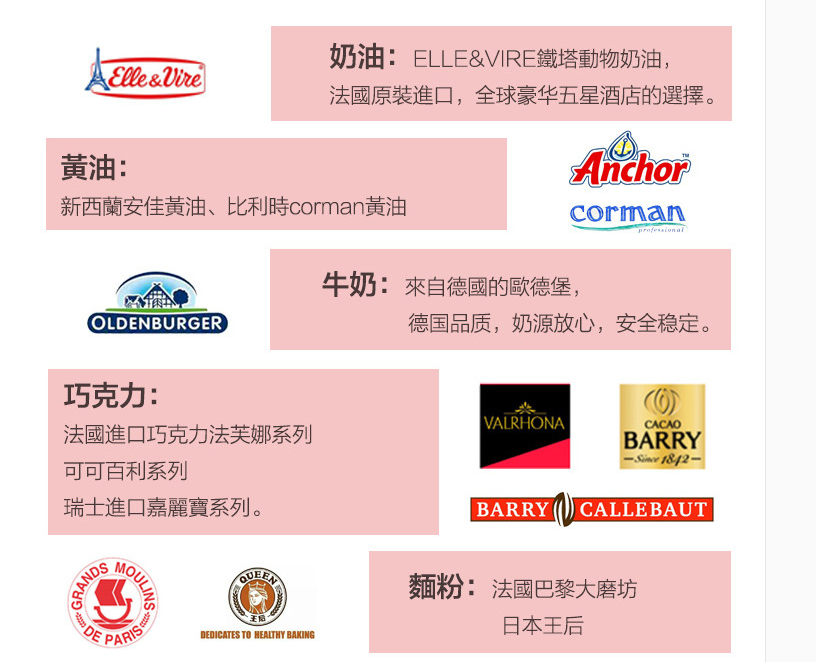 Elle & Vire
奶油：ELLE&VIRE鐵塔動物奶油，
法國原裝進口，全球豪华五星酒店的選擇。
黃油：
新西蘭安佳黃油、比利時corman黃油
Anchor™
corman
professional
OLDENBURGER
牛奶：來自德國的歐德堡，
德国品质，奶源放心，安全稳定。
巧克力：
法國進口巧克力法芙娜系列
可可百利系列
瑞士進口嘉麗寶系列。
VALRHONA
CACAO
BARRY
Since 1842
BARRY CALLEBAUT
GRANDS MOULINS
DE PARIS
QUEEN
王后
DEDICATES TO HEALTHY BAKING
麵粉：法國巴黎大磨坊
日本王后